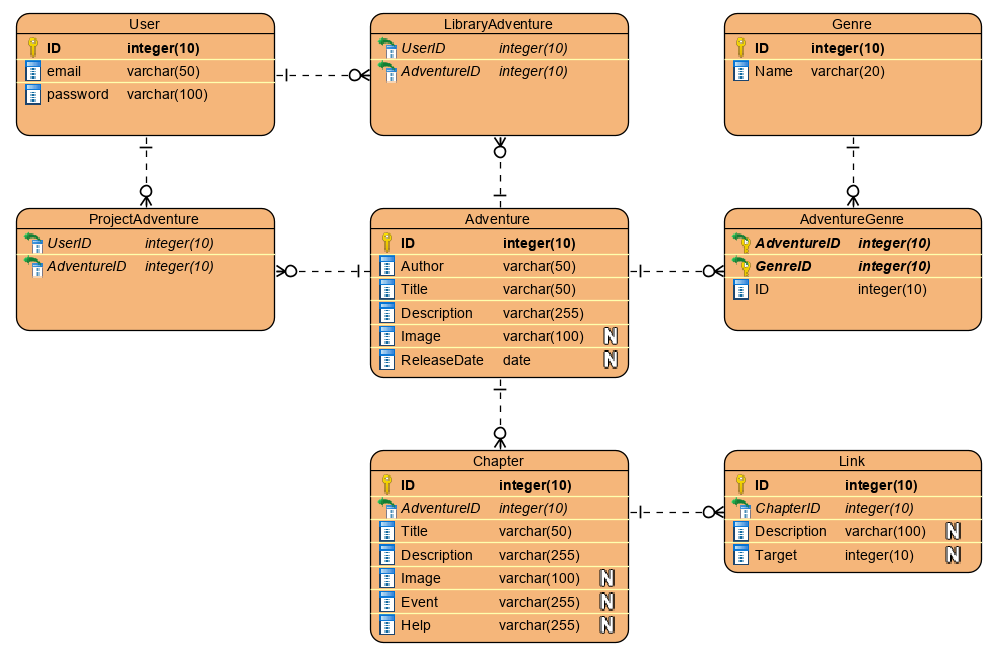 User
ID integer(10)
email varchar(50)
password varchar(100)
LibraryAdventure
UserID integer(10)
AdventureID integer(10)
Genre
ID integer(10)
Name varchar(20)
ProjectAdventure
UserID integer(10)
AdventureID integer(10)
Adventure
ID integer(10)
Author varchar(50)
Title varchar(50)
Description varchar(255)
Image varchar(100) N
ReleaseDate date N
AdventureGenre
AdventureID integer(10)
GenreID integer(10)
ID integer(10)
Chapter
ID integer(10)
AdventureID integer(10)
Title varchar(50)
Description varchar(255)
Image varchar(100) N
Event varchar(255) N
Help varchar(255) N
Link
ID integer(10)
ChapterID integer(10)
Description varchar(100) N
Target integer(10) N